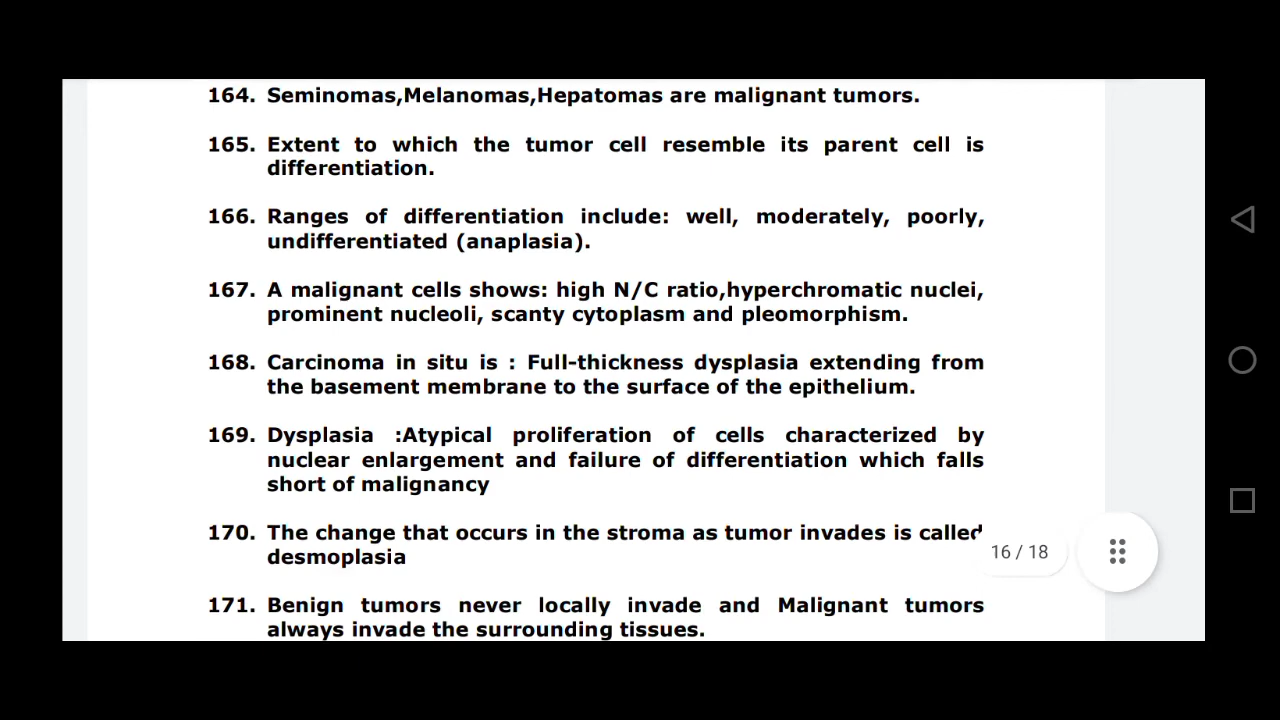 164. Seminomas,Melanomas,Hepatomas are malignant tumors.
165. Extent to which the tumor cell resemble its parent cell is
differentiation.
166. Ranges of differentiation include: well, moderately, poorly,
undifferentiated (anaplasia).
167. A malignant cells shows: high N/C ratio,hyperchromatic nuclei,
prominent nucleoli, scanty cytoplasm and pleomorphism.
168. Carcinoma in situ is : Full-thickness dysplasia extending from
the basement membrane to the surface of the epithelium.
169. Dysplasia :Atypical proliferation of cells characterized by
nuclear enlargement and failure of differentiation which falls
short of malignancy
170. The change that occurs in the stroma as tumor invades is called
desmoplasia
16 / 18
171. Benign tumors never locally invade and Malignant tumors
always invade the surrounding tissues.